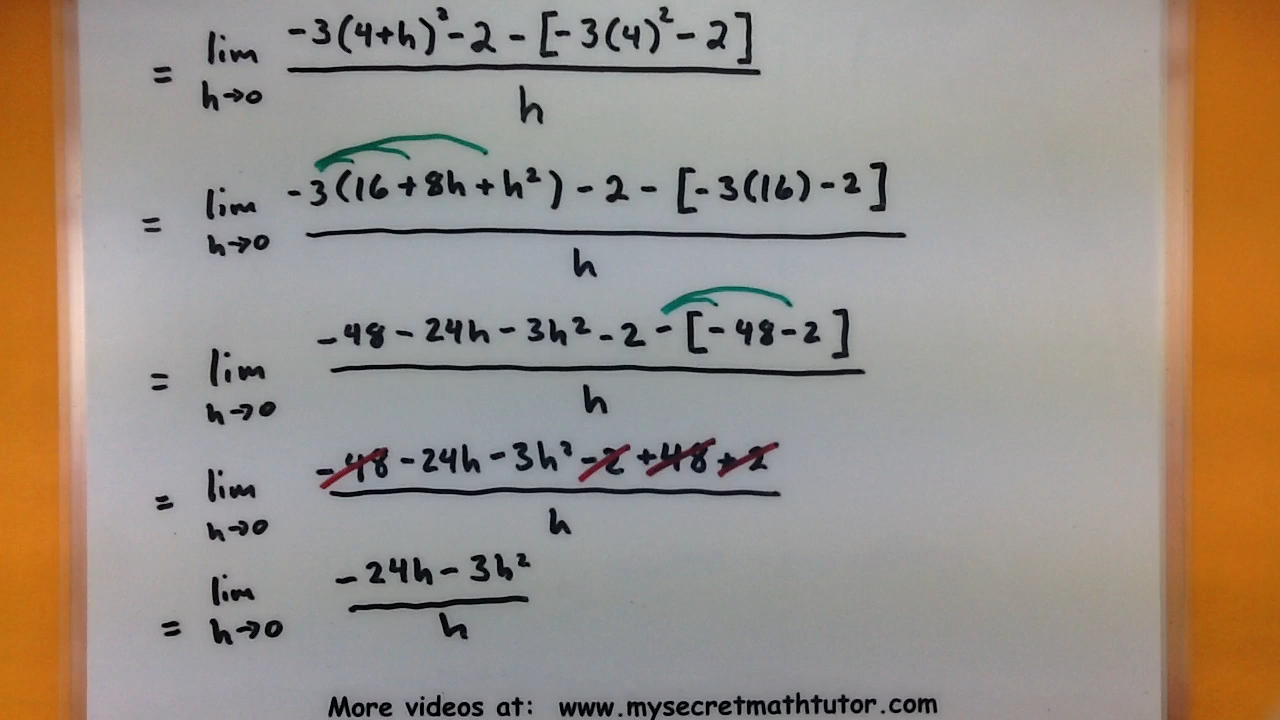 = lim h→0 -3(4+h)² - 2 - [-3(4)² - 2] / h
= lim h→0 -3(16 + 8h + h²) - 2 - [-3(16) - 2] / h
= lim h→0 -48 - 24h - 3h² - 2 - [-48 - 2] / h
= lim h→0 -48 - 24h - 3h² - 2 + 48 + 2 / h
= lim h→0 -24h - 3h² / h
More videos at: www.mysecretmathtutor.com